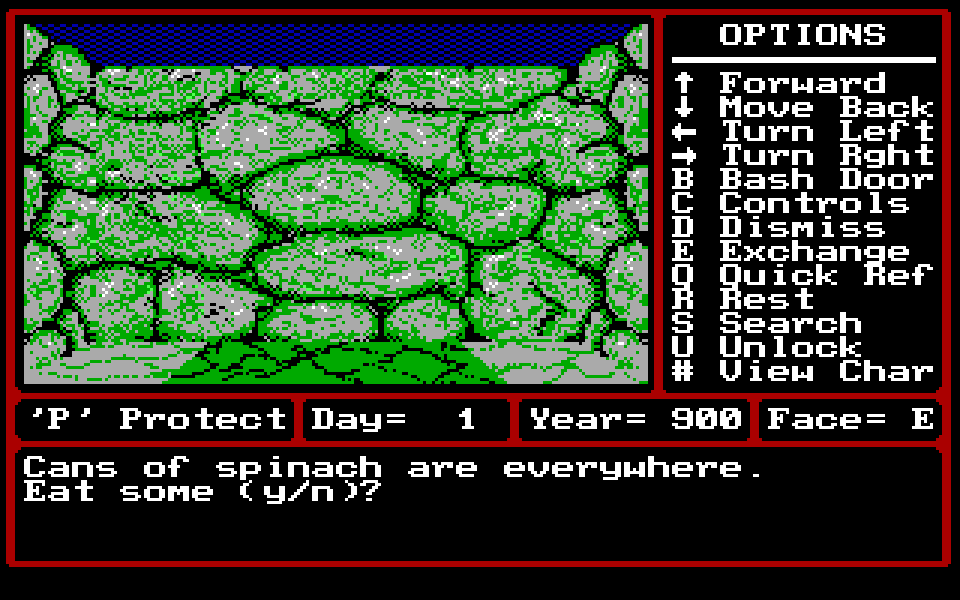 OPTIONS
↑ Forward
↓ Move Back
← Turn Left
→ Turn Rght
B Bash Door
C Controls
D Dismiss
E Exchange
Q Quick Ref
R Rest
S Search
U Unlock
# View Char
'P' Protect Day= 1 Year= 900 Face= E
Cans of spinach are everywhere.
Eat some (y/n)?